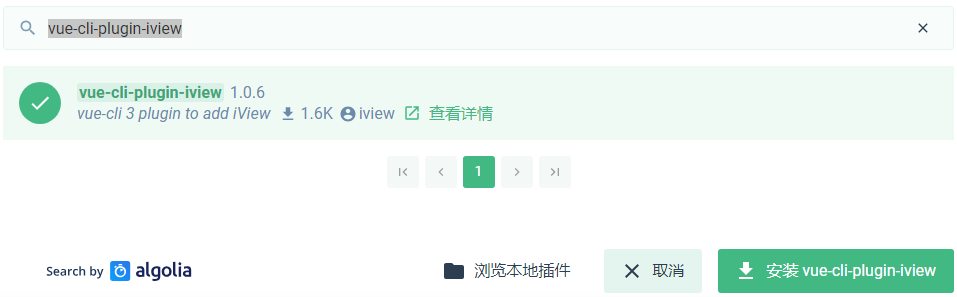 vue-cli-plugin-iview
vue-cli-plugin-iview 1.0.6
vue-cli 3 plugin to add iView 1.6K iview 查看详情
1
Search by algolia 浏览本地插件 取消 安装 vue-cli-plugin-iview